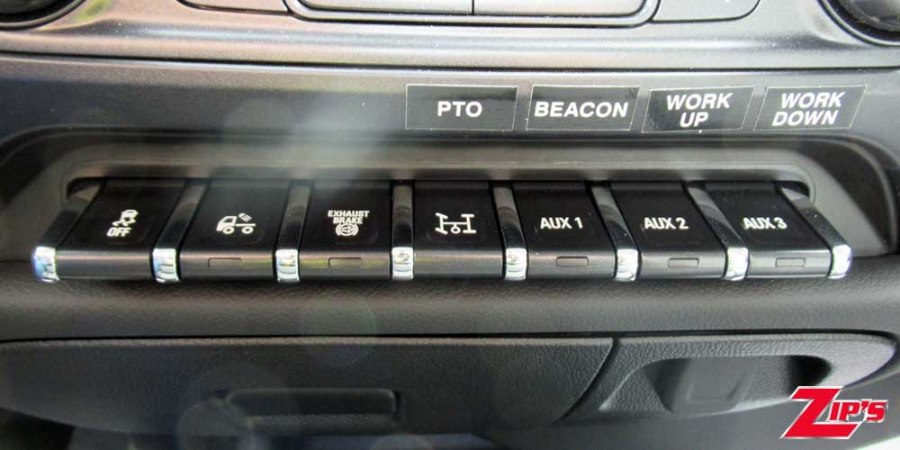 PTO
BEACON
WORK
UP
WORK
DOWN
OFF
EXHAUST
BRAKE
AUX 1
AUX 2
AUX 3
ZIP'S